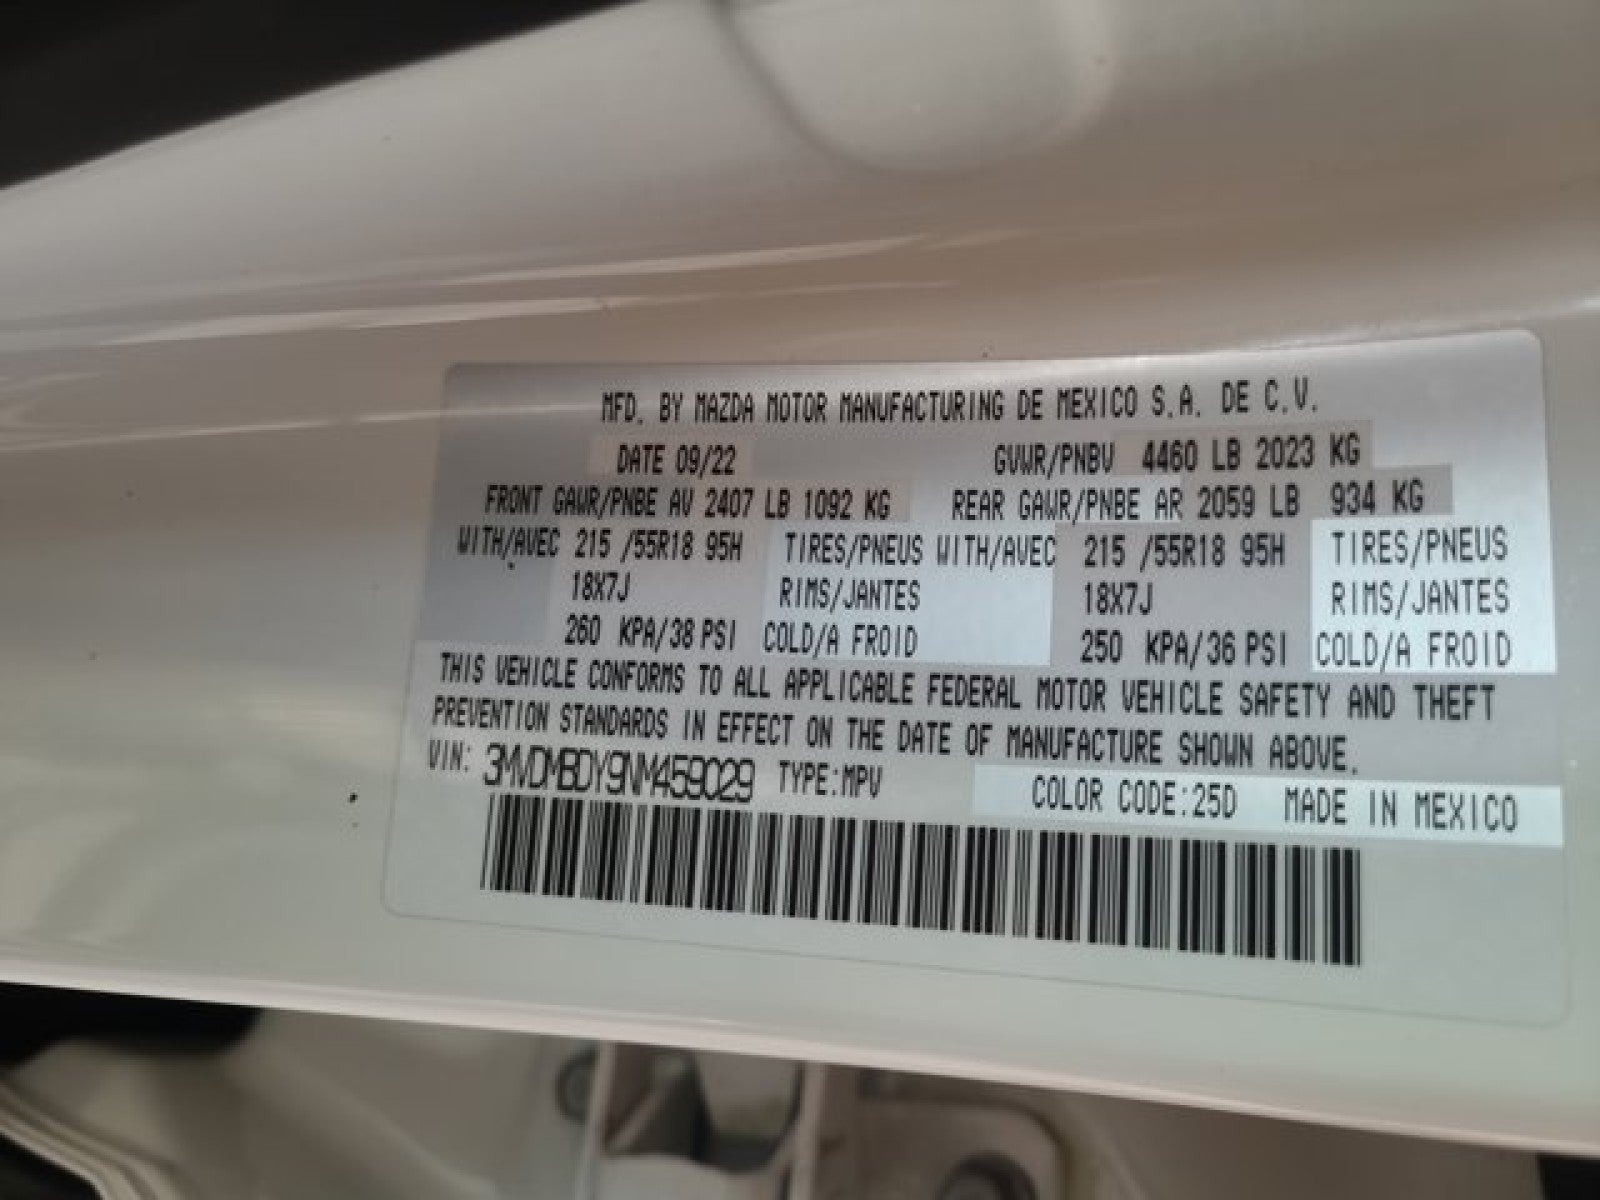 MFD. BY MAZDA MOTOR MANUFACTURING DE MEXICO S.A. DE C.V.
DATE 09/22 GVWR/PNBV 4460 LB 2023 KG
FRONT GAWR/PNBE AV 2407 LB 1092 KG REAR GAWR/PNBE AR 2059 LB 934 KG
WITH/AVEC 215 /55R18 95H TIRES/PNEUS WITH/AVEC 215 /55R18 95H TIRES/PNEUS
18X7J RIMS/JANTES 18X7J RIMS/JANTES
260 KPA/38 PSI COLD/A FROID 250 KPA/36 PSI COLD/A FROID
THIS VEHICLE CONFORMS TO ALL APPLICABLE FEDERAL MOTOR VEHICLE SAFETY AND THEFT
PREVENTION STANDARDS IN EFFECT ON THE DATE OF MANUFACTURE SHOWN ABOVE.
VIN: 3MVDMBDY9NM459029 TYPE:MPV COLOR CODE:25D MADE IN MEXICO